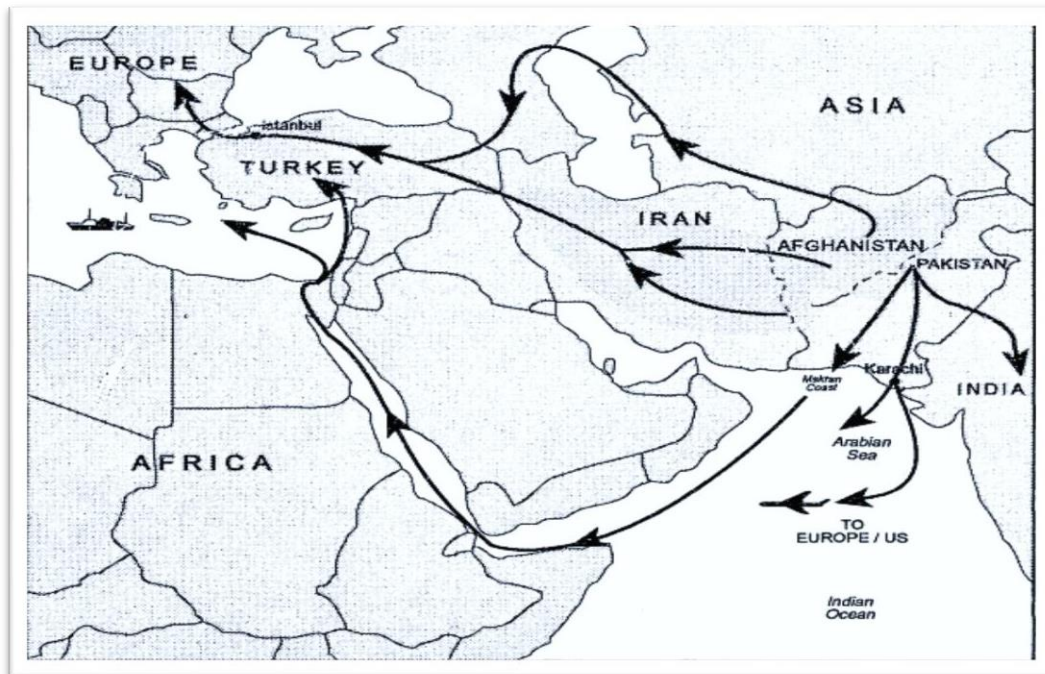 EUROPE
ASIA
istanbul
TURKEY
IRAN
AFGHANISTAN
PAKISTAN
Makran
Coast
Karachi
INDIA
Arabian
Sea
AFRICA
TO
EUROPE / US
Indian
Ocean